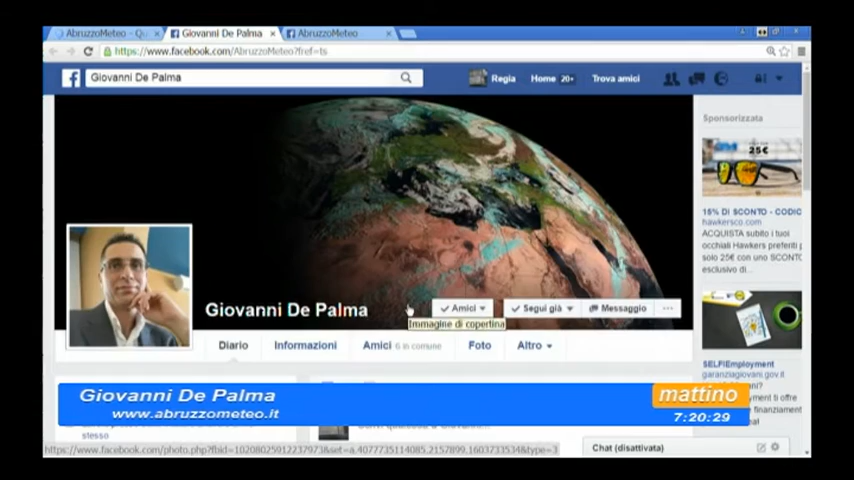 AbruzzoMeteo - Qu
Giovanni De Palma
AbruzzoMeteo
https://www.facebook.com/AbruzzoMeteo?fref=ts
Giovanni De Palma
Regia
Home 20+
Trova amici
Sponsorizzata
25€
15% DI SCONTO - CODIC
hawkersco.com
ACQUISTA subito i tuoi
occhiali Hawkers preferiti
solo 25€ con uno SCONTO
esclusivo di...
Giovanni De Palma
Amici
Segui già
Messaggio
...
Immagine di copertina
Diario
Informazioni
Amici 6 in comune
Foto
Altro
SELFIEmployment
garanziagiovani.gov.it
Giovanni De Palma
www.abruzzometeo.it
mattino
7:20:29
stesso
https://www.facebook.com/photo.php?fbid=10208025912237973&set=a.4077735114085.2157899.1603733534&type=3
Chat (disattivata)